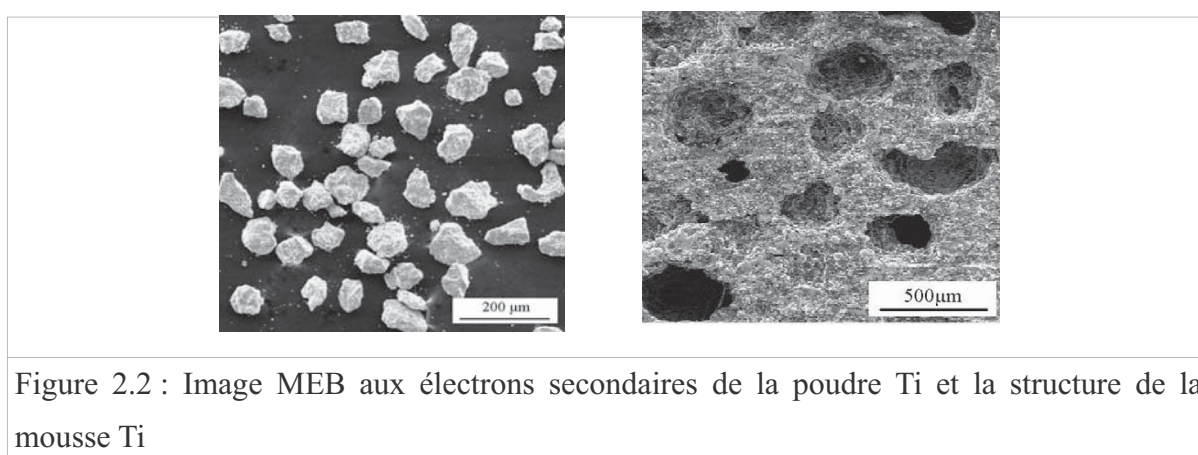 200 µm
500µm
Figure 2.2 : Image MEB aux électrons secondaires de la poudre Ti et la structure de la
mousse Ti